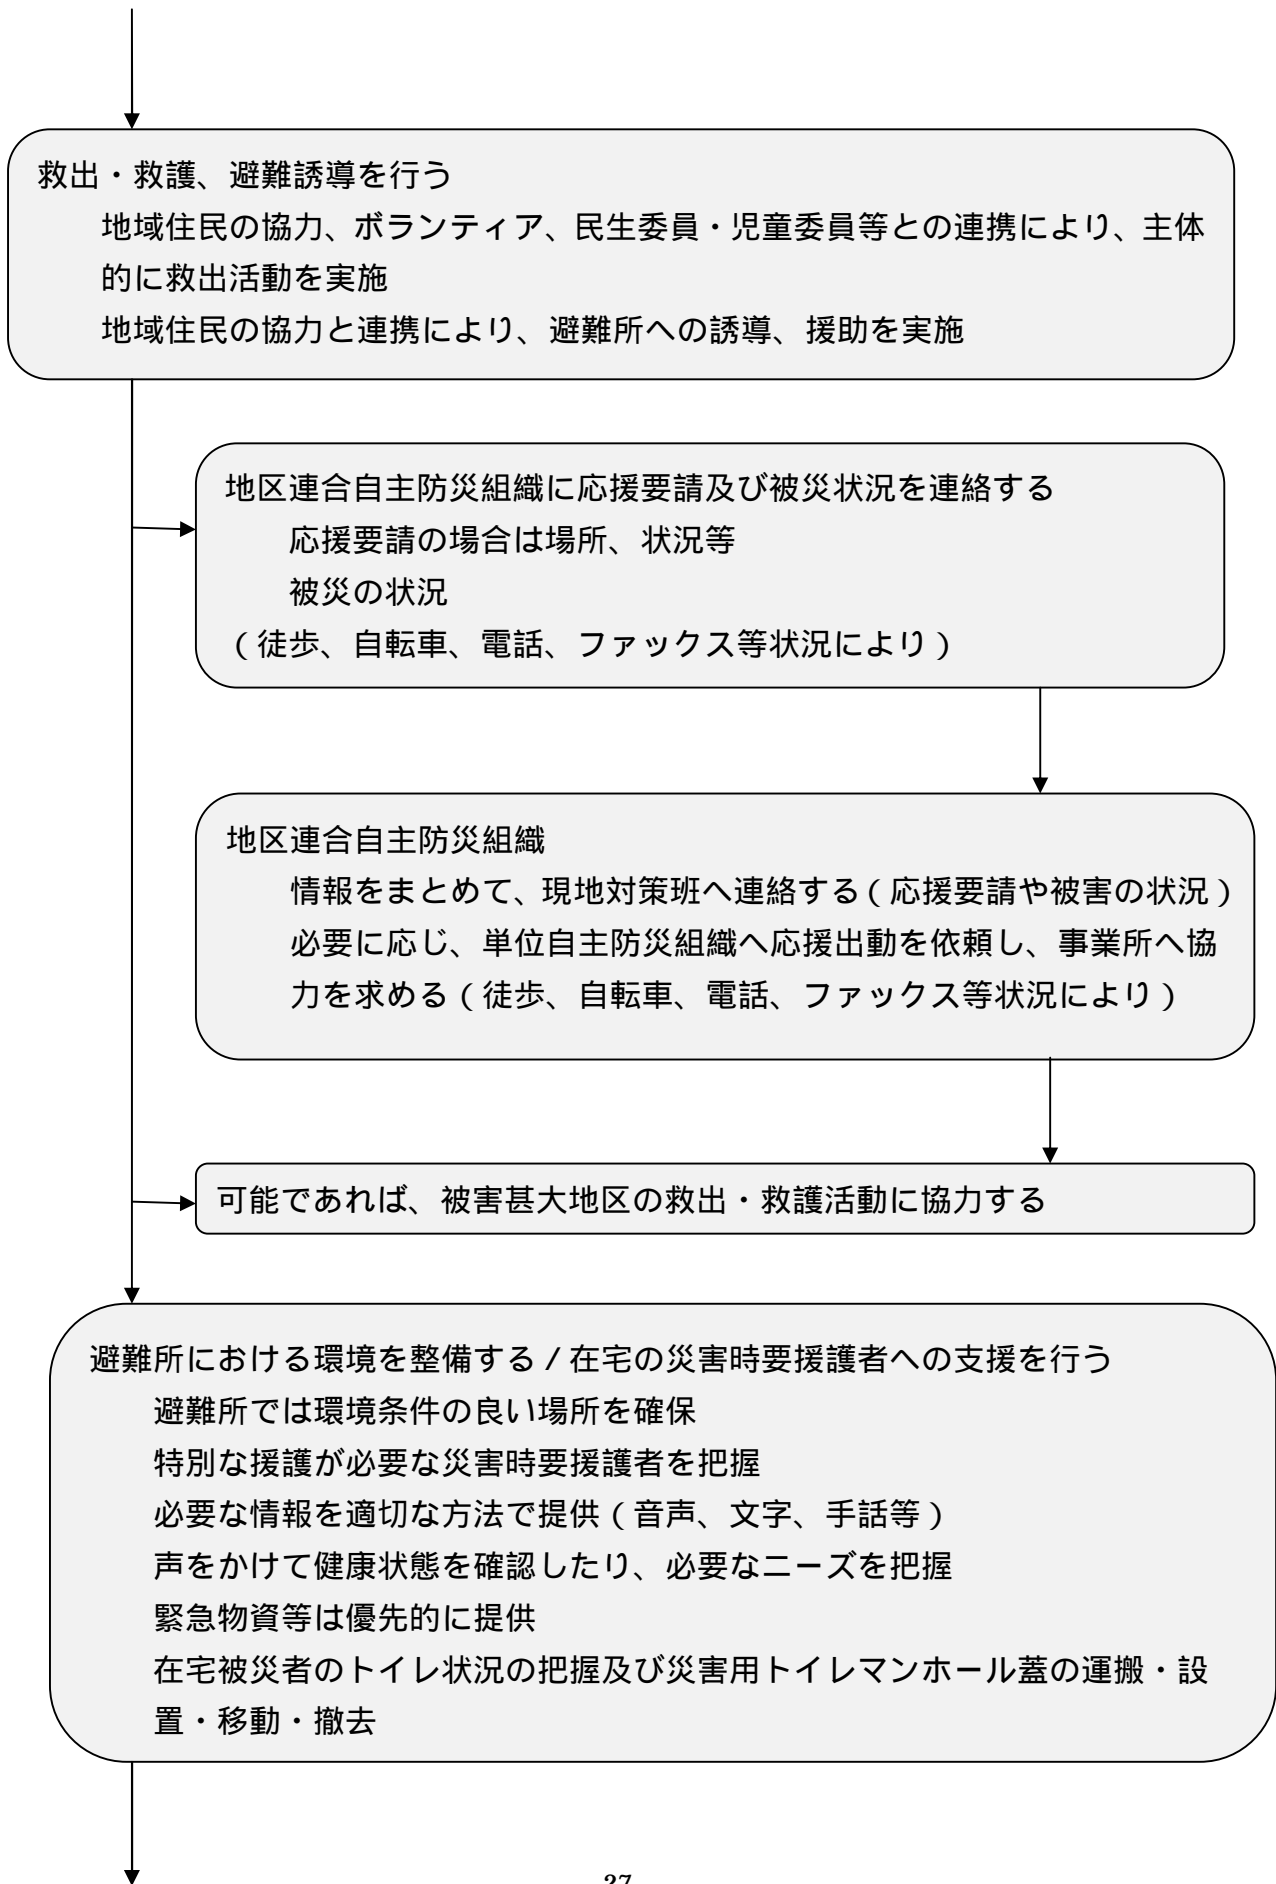 救出・救護、避難誘導を行う
地域住民の協力、ボランティア、民生委員・児童委員等との連携により、主体
的に救出活動を実施
地域住民の協力と連携により、避難所への誘導、援助を実施
地区連合自主防災組織に応援要請及び被災状況を連絡する
応援要請の場合は場所、状況等
被災の状況
（徒歩、自転車、電話、ファックス等状況により）
地区連合自主防災組織
情報をまとめて、現地対策班へ連絡する（応援要請や被害の状況）
必要に応じ、単位自主防災組織へ応援出動を依頼し、事業所へ協
力を求める（徒歩、自転車、電話、ファックス等状況により）
可能であれば、被害甚大地区の救出・救護活動に協力する
避難所における環境を整備する／在宅の災害時要援護者への支援を行う
避難所では環境条件の良い場所を確保
特別な援護が必要な災害時要援護者を把握
必要な情報を適切な方法で提供（音声、文字、手話等）
声をかけて健康状態を確認したり、必要なニーズを把握
緊急物資等は優先的に提供
在宅被災者のトイレ状況の把握及び災害用トイレマンホール蓋の運搬・設
置・移動・撤去